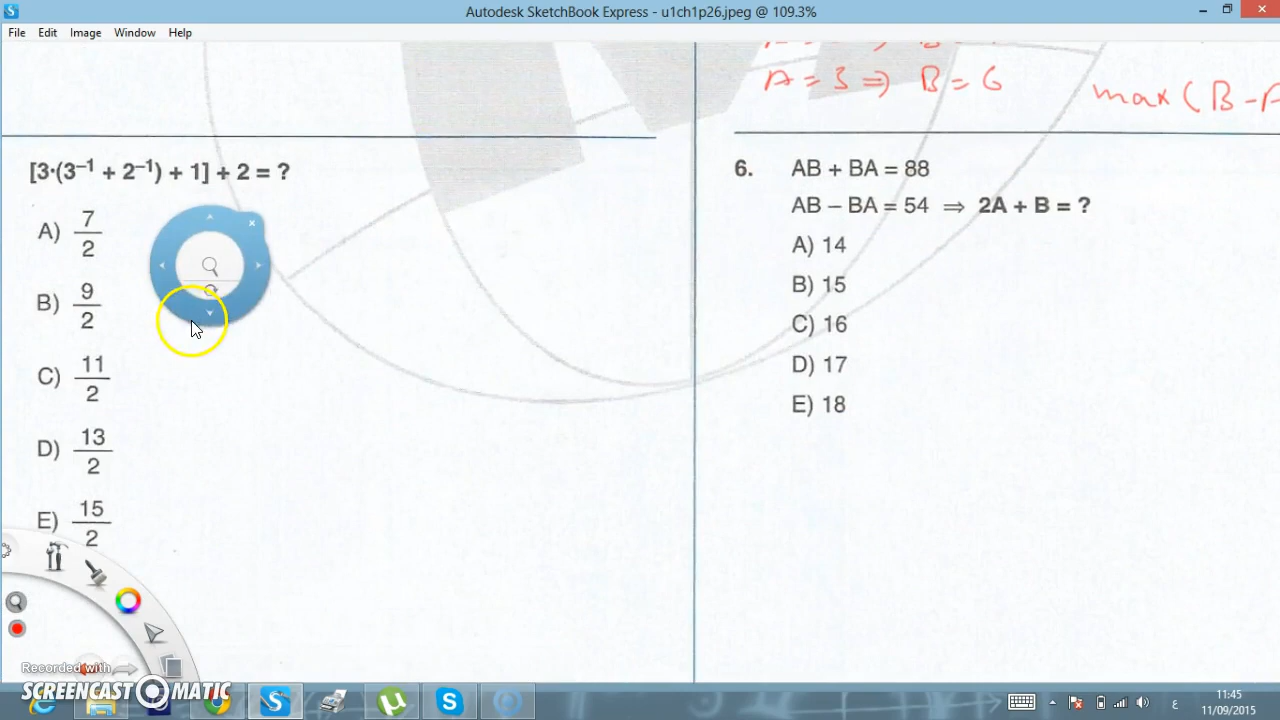 Autodesk SketchBook Express - u1ch1p26.jpeg @ 109.3%
File Edit Image Window Help
A = 3 ⇒ B = 6
max ( B -
[3·(3⁻¹ + 2⁻¹) + 1] + 2 = ?
A) 7/2
B) 9/2
C) 11/2
D) 13/2
E) 15/2
6. AB + BA = 88
AB – BA = 54 ⇒ 2A + B = ?
A) 14
B) 15
C) 16
D) 17
E) 18
Recorded with
SCREENCAST O MATIC
11:45
11/09/2015
ع